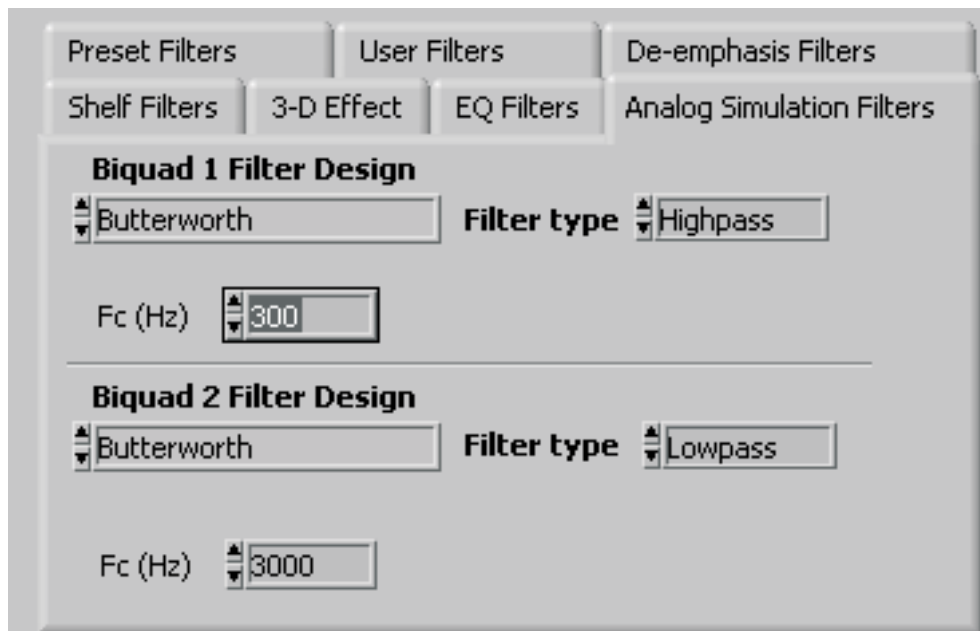 Preset Filters User Filters De-emphasis Filters
Shelf Filters 3-D Effect EQ Filters Analog Simulation Filters
Biquad 1 Filter Design
Butterworth Filter type Highpass
Fc (Hz) 300
Biquad 2 Filter Design
Butterworth Filter type Lowpass
Fc (Hz) 3000